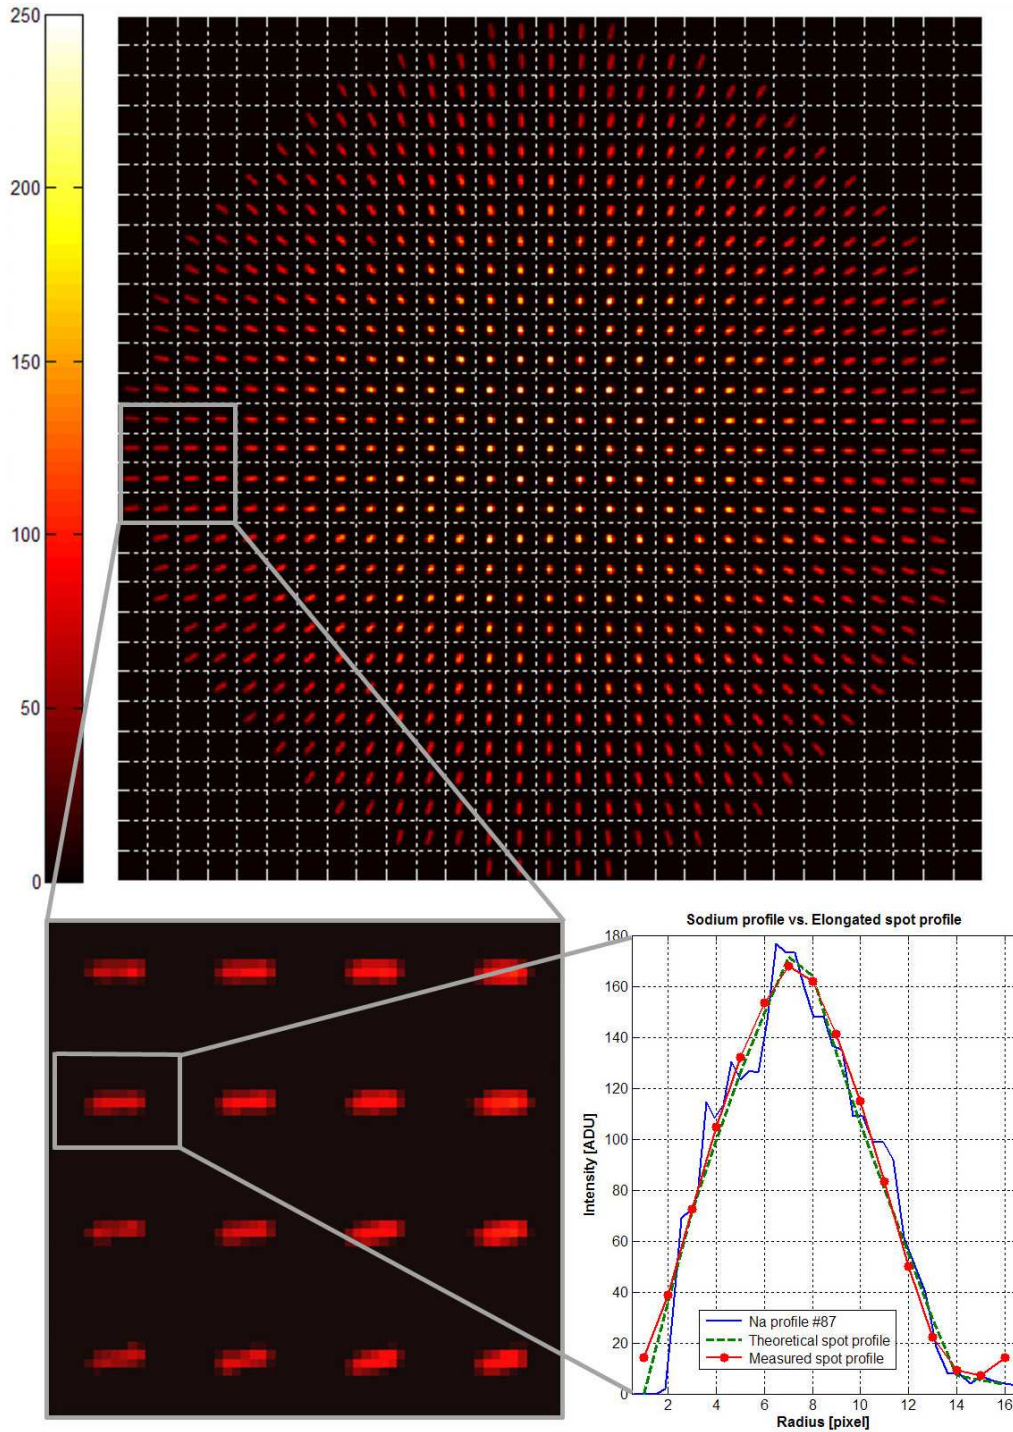 250
200
150
100
50
0
Sodium profile vs. Elongated spot profile
180
160
140
120
100
80
60
40
20
0
Intensity [ADU]
Na profile #87
Theoretical spot profile
Measured spot profile
2 4 6 8 10 12 14 16
Radius [pixel]